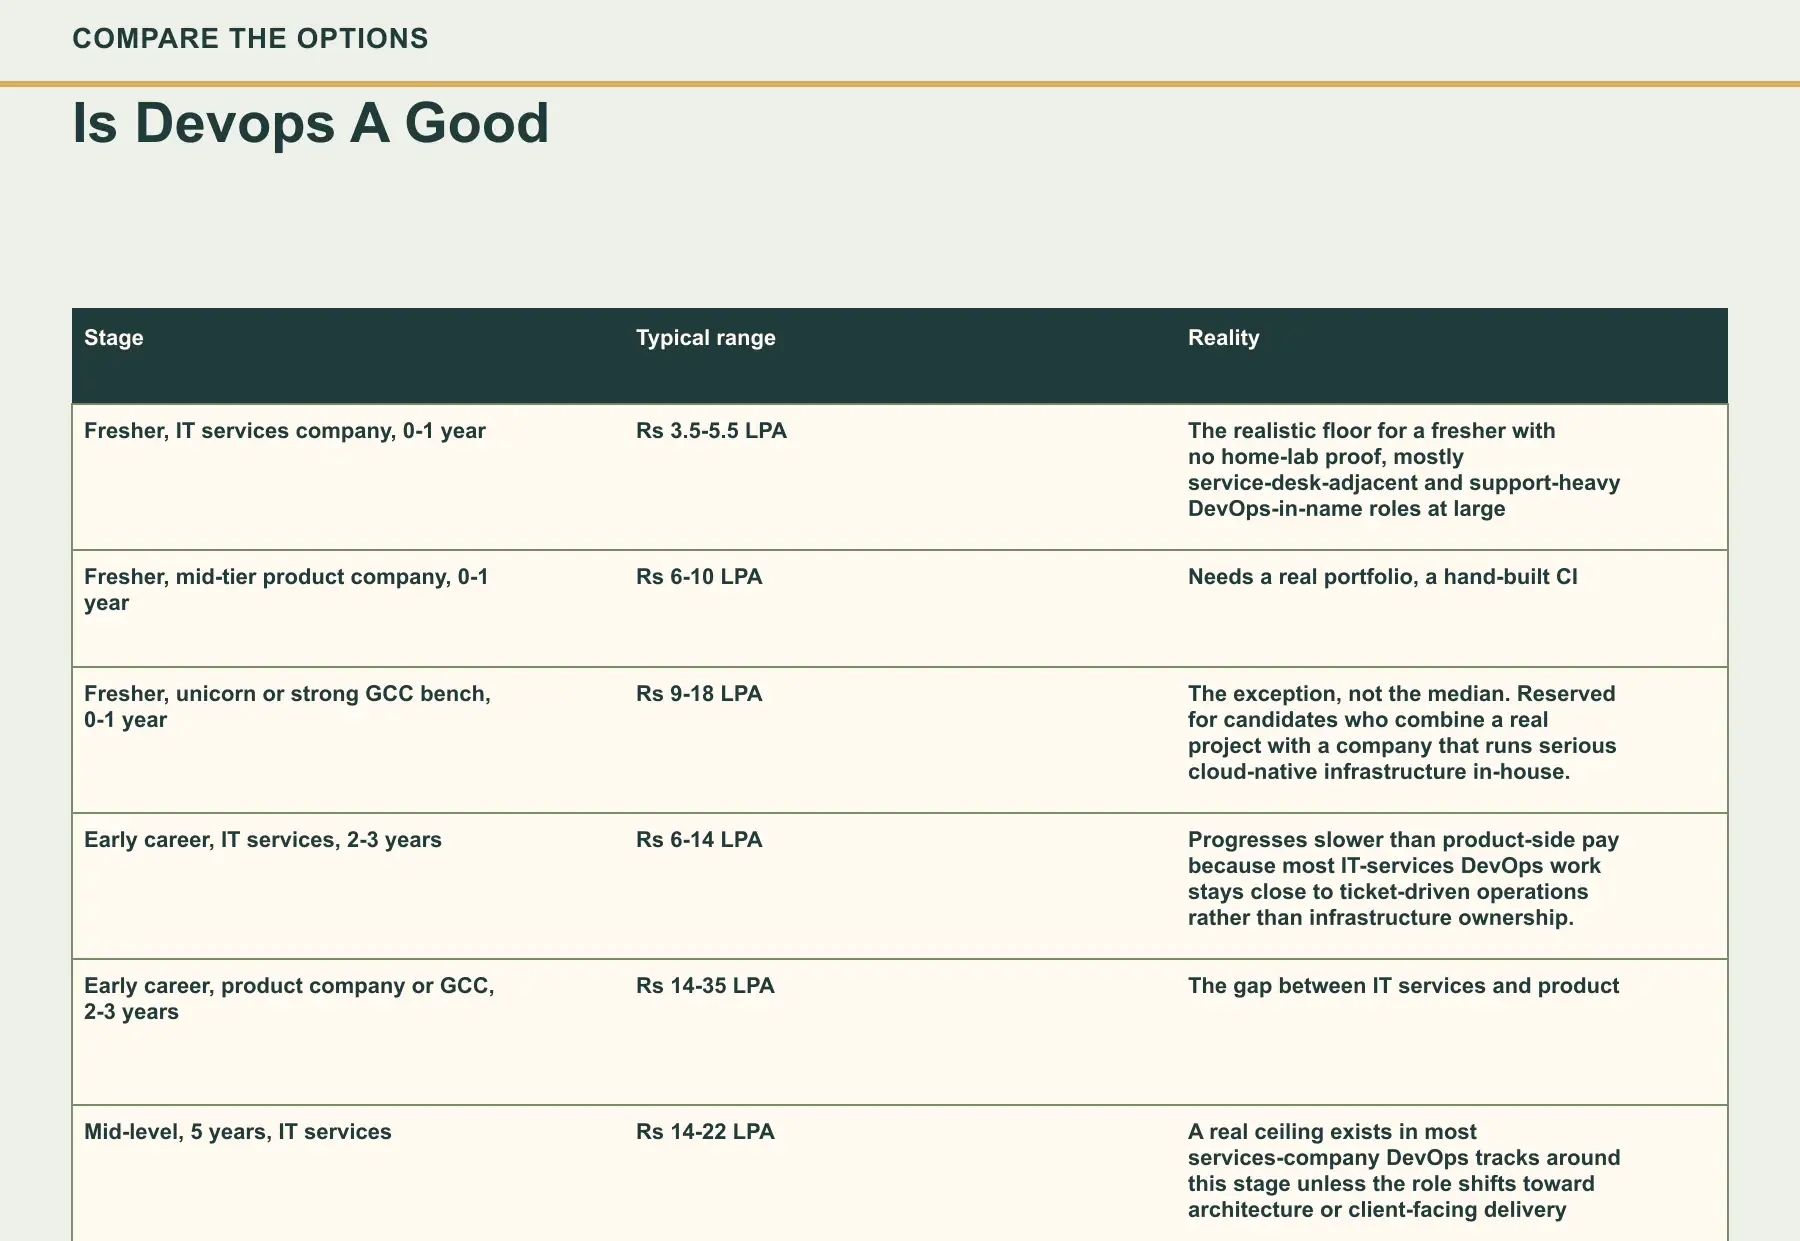 COMPARE THE OPTIONS
Is Devops A Good
Stage
Typical range
Reality
Fresher, IT services company, 0-1 year
Rs 3.5-5.5 LPA
The realistic floor for a fresher with
no home-lab proof, mostly
service-desk-adjacent and support-heavy
DevOps-in-name roles at large
Fresher, mid-tier product company, 0-1
year
Rs 6-10 LPA
Needs a real portfolio, a hand-built CI
Fresher, unicorn or strong GCC bench,
0-1 year
Rs 9-18 LPA
The exception, not the median. Reserved
for candidates who combine a real
project with a company that runs serious
cloud-native infrastructure in-house.
Early career, IT services, 2-3 years
Rs 6-14 LPA
Progresses slower than product-side pay
because most IT-services DevOps work
stays close to ticket-driven operations
rather than infrastructure ownership.
Early career, product company or GCC,
2-3 years
Rs 14-35 LPA
The gap between IT services and product
Mid-level, 5 years, IT services
Rs 14-22 LPA
A real ceiling exists in most
services-company DevOps tracks around
this stage unless the role shifts toward
architecture or client-facing delivery